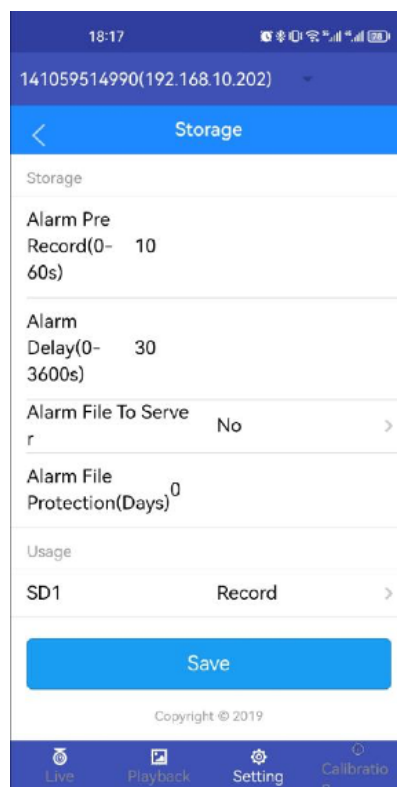 18:17
28
141059514990(192.168.10.202)
Storage
Storage
Alarm Pre
Record(0-
60s)
10
Alarm
Delay(0-
3600s)
30
Alarm File To Serve
r
No
Alarm File
Protection(Days)
0
Usage
SD1
Record
Save
Copyright © 2019
Live
Playback
Setting
Calibratio